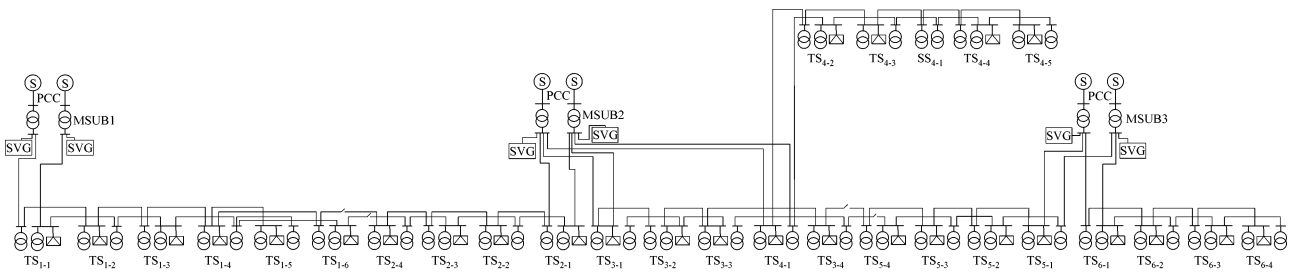 TS4-2 TS4-3 SS4-1 TS4-4 TS4-5
S S S S S S
PCC PCC PCC
MSUB1 MSUB2 MSUB3
SVG SVG SVG SVG SVG SVG
TS1-1 TS1-2 TS1-3 TS1-4 TS1-5 TS1-6 TS2-4 TS2-3 TS2-2 TS2-1 TS3-1 TS3-2 TS3-3 TS4-1 TS3-4 TS5-4 TS5-3 TS5-2 TS5-1 TS6-1 TS6-2 TS6-3 TS6-4